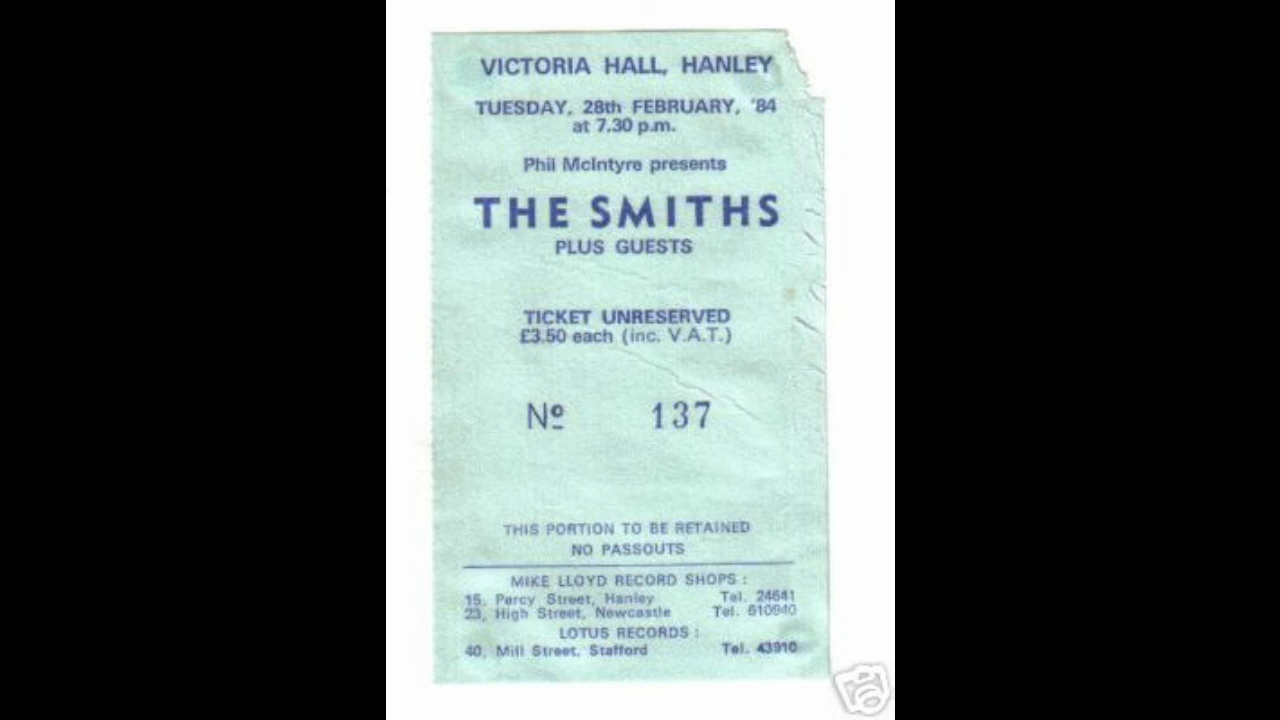 VICTORIA HALL, HANLEY
TUESDAY, 28th FEBRUARY, '84
at 7.30 p.m.
Phil McIntyre presents
THE SMITHS
PLUS GUESTS
TICKET UNRESERVED
£3.50 each (inc. V.A.T.)
Nº 137
THIS PORTION TO BE RETAINED
NO PASSOUTS
MIKE LLOYD RECORD SHOPS :
15, Percy Street, Hanley Tel. 24641
23, High Street, Newcastle Tel. 610940
LOTUS RECORDS :
40, Mill Street, Stafford Tel. 43910